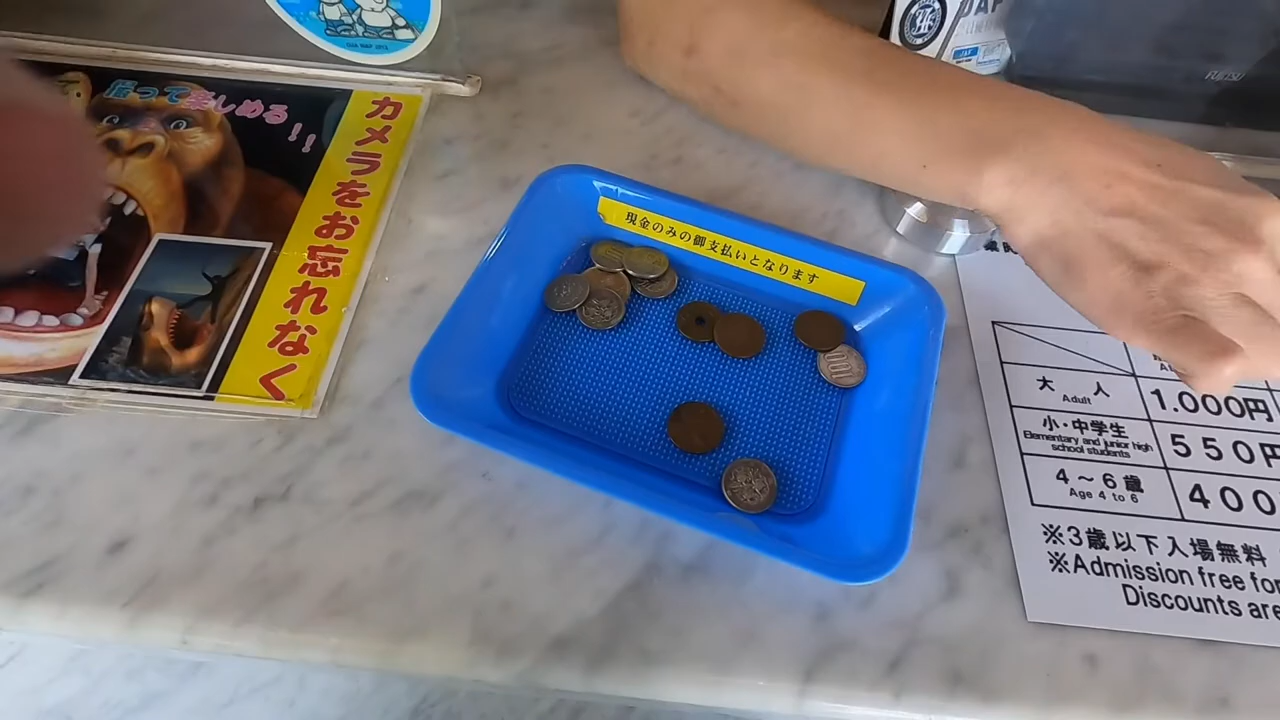 撮って楽しめる!!
カメラをお忘れなく
現金のみの御支払いとなります
FUJITSU
大人
Adult
1.000円
小・中学生
Elementary and junior high
school students
550円
4～6歳
Age 4 to 6
400
※3歳以下入場無料
※Admission free for
Discounts are
100